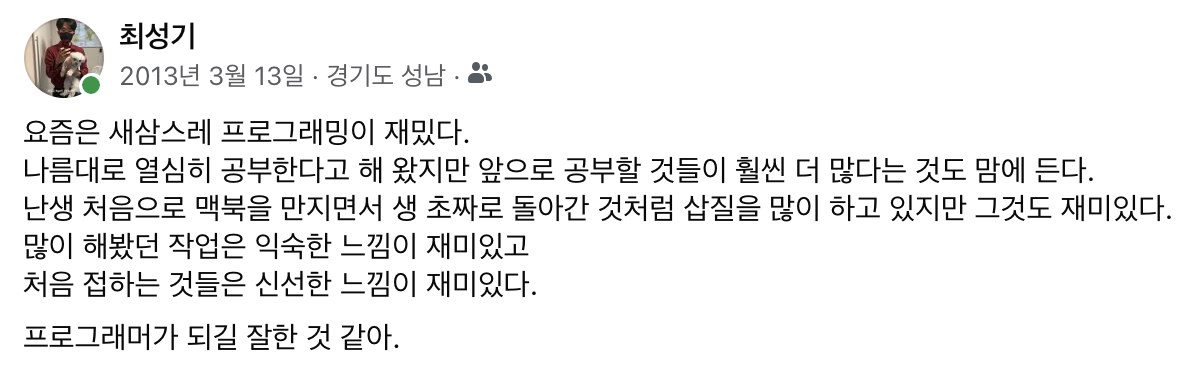 최성기
2013년 3월 13일 · 경기도 성남 ·
요즘은 새삼스레 프로그래밍이 재밌다.
나름대로 열심히 공부한다고 해 왔지만 앞으로 공부할 것들이 훨씬 더 많다는 것도 맘에 든다.
난생 처음으로 맥북을 만지면서 생 초짜로 돌아간 것처럼 삽질을 많이 하고 있지만 그것도 재미있다.
많이 해봤던 작업은 익숙한 느낌이 재미있고
처음 접하는 것들은 신선한 느낌이 재미있다.
프로그래머가 되길 잘한 것 같아.